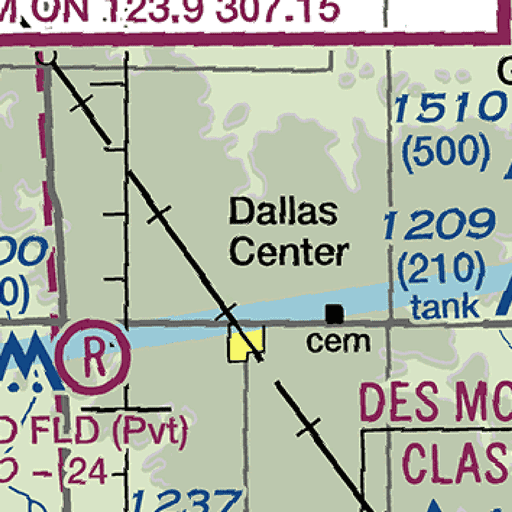 M ON 123.9 307.15
1510
(500)
Dallas
Center
1209
(210)
tank
cem
R
D FLD (Pvt)
- 24
DES MO
CLAS
1237